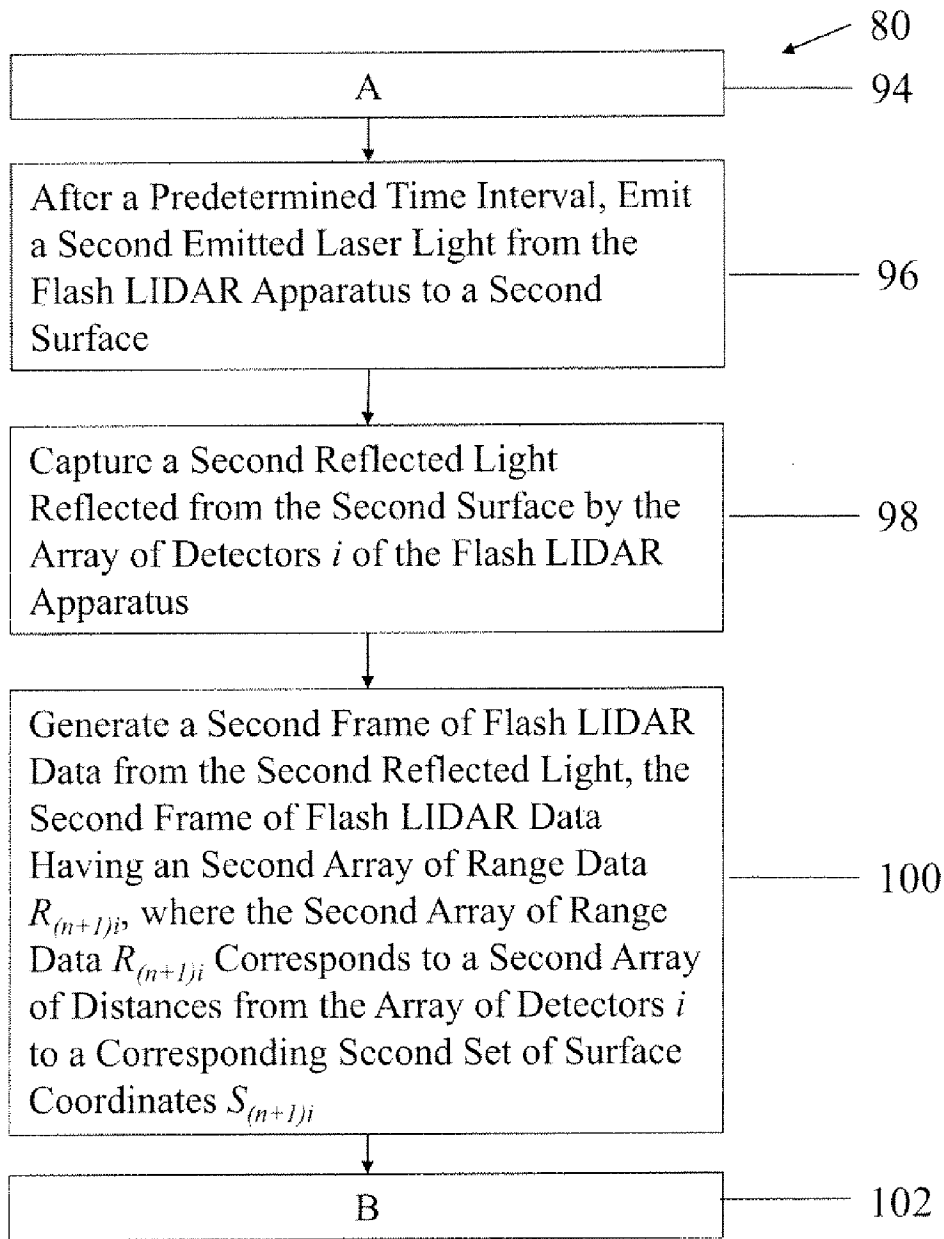 80
A
94
After a Predetermined Time Interval, Emit
a Second Emitted Laser Light from the
Flash LIDAR Apparatus to a Second
Surface
96
Capture a Second Reflected Light
Reflected from the Second Surface by the
Array of Detectors i of the Flash LIDAR
Apparatus
98
Generate a Second Frame of Flash LIDAR
Data from the Second Reflected Light, the
Second Frame of Flash LIDAR Data
Having an Second Array of Range Data
R(n+1)i, where the Second Array of Range
Data R(n+1)i Corresponds to a Second Array
of Distances from the Array of Detectors i
to a Corresponding Second Set of Surface
Coordinates S(n+1)i
100
B
102